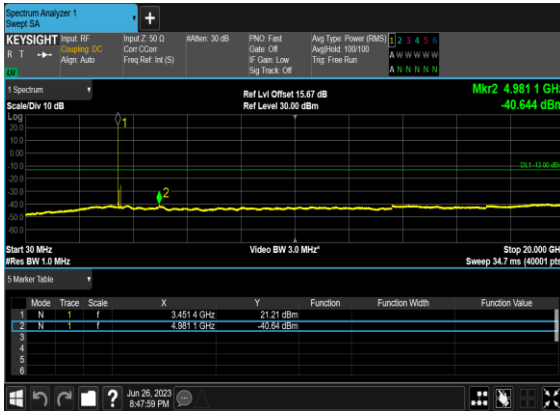 Spectrum Analyzer 1
Swept SA
KEYSIGHT
R T
Input: RF
Coupling: DC
Align: Auto
Input Z: 50 Ω
Corr CCorr
Freq Ref: Int (S)
#Atten: 30 dB
PNO: Fast
Gate: Off
IF Gain: Low
Sig Track: Off
Avg Type: Power (RMS)
Avg|Hold: 100/100
Trig: Free Run
1 2 3 4 5 6
A W W W W W
A N N N N N
1 Spectrum
Scale/Div 10 dB
Ref Lvl Offset 15.67 dB
Ref Level 30.00 dBm
Mkr2 4.981 1 GHz
-40.644 dBm
Log
20.0
10.0
0.00
-10.0
-20.0
-30.0
-40.0
-50.0
-60.0
1
2
DL1 -13.00 dBm
Start 30 MHz
#Res BW 1.0 MHz
Video BW 3.0 MHz*
Stop 20.000 GHz
Sweep 34.7 ms (40001 pts)
5 Marker Table
Mode Trace Scale X Y Function Function Width Function Value
1 N 1 f 3.451 4 GHz 21.21 dBm
2 N 1 f 4.981 1 GHz -40.64 dBm
3
4
5
6
?
Jun 26, 2023
8:47:59 PM